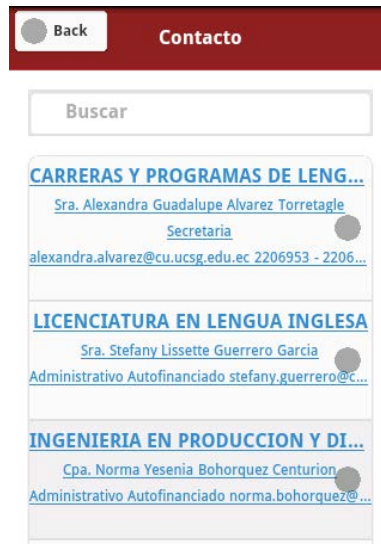 Back
Contacto
Buscar
CARRERAS Y PROGRAMAS DE LENG...
Sra. Alexandra Guadalupe Alvarez Torretagle
Secretaria
alexandra.alvarez@cu.ucsg.edu.ec 2206953 - 2206...
LICENCIATURA EN LENGUA INGLESA
Sra. Stefany Lissette Guerrero Garcia
Administrativo Autofinanciado stefany.guerrero@c...
INGENIERIA EN PRODUCCION Y DI...
Cpa. Norma Yesenia Bohorquez Centurion
Administrativo Autofinanciado norma.bohorquez@...